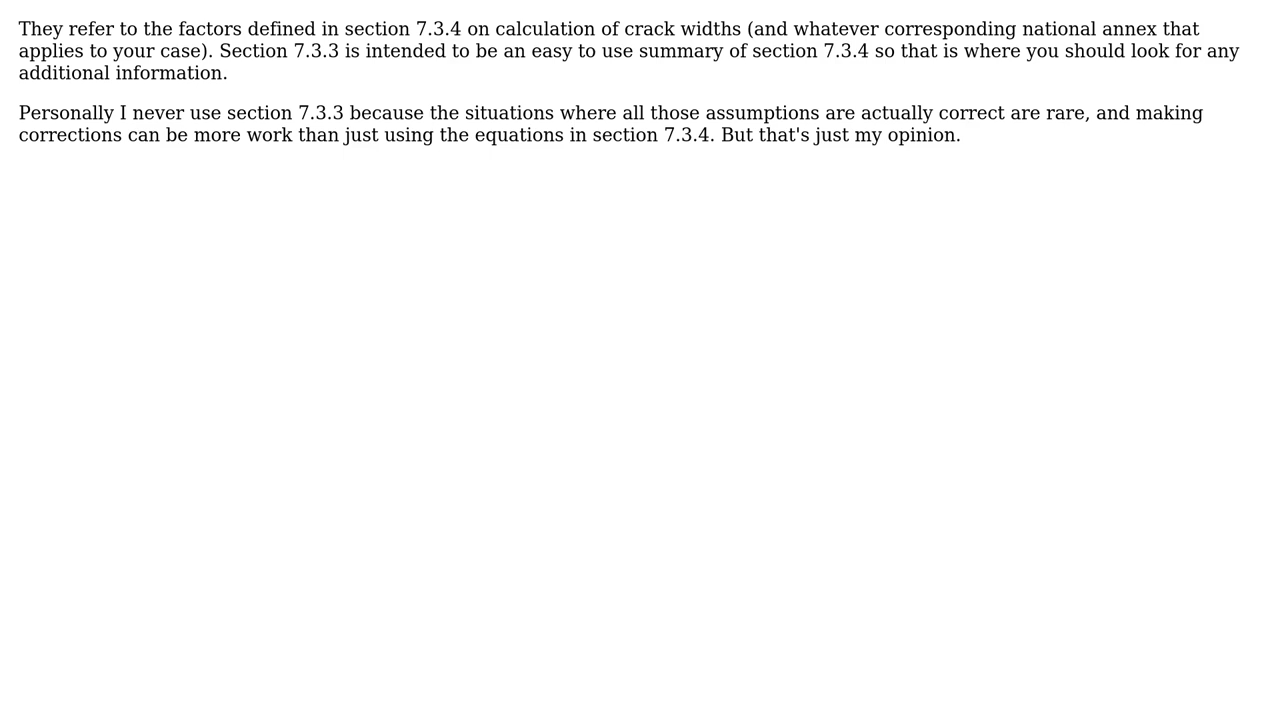 They refer to the factors defined in section 7.3.4 on calculation of crack widths (and whatever corresponding national annex that
applies to your case). Section 7.3.3 is intended to be an easy to use summary of section 7.3.4 so that is where you should look for any
additional information.
Personally I never use section 7.3.3 because the situations where all those assumptions are actually correct are rare, and making
corrections can be more work than just using the equations in section 7.3.4. But that's just my opinion.